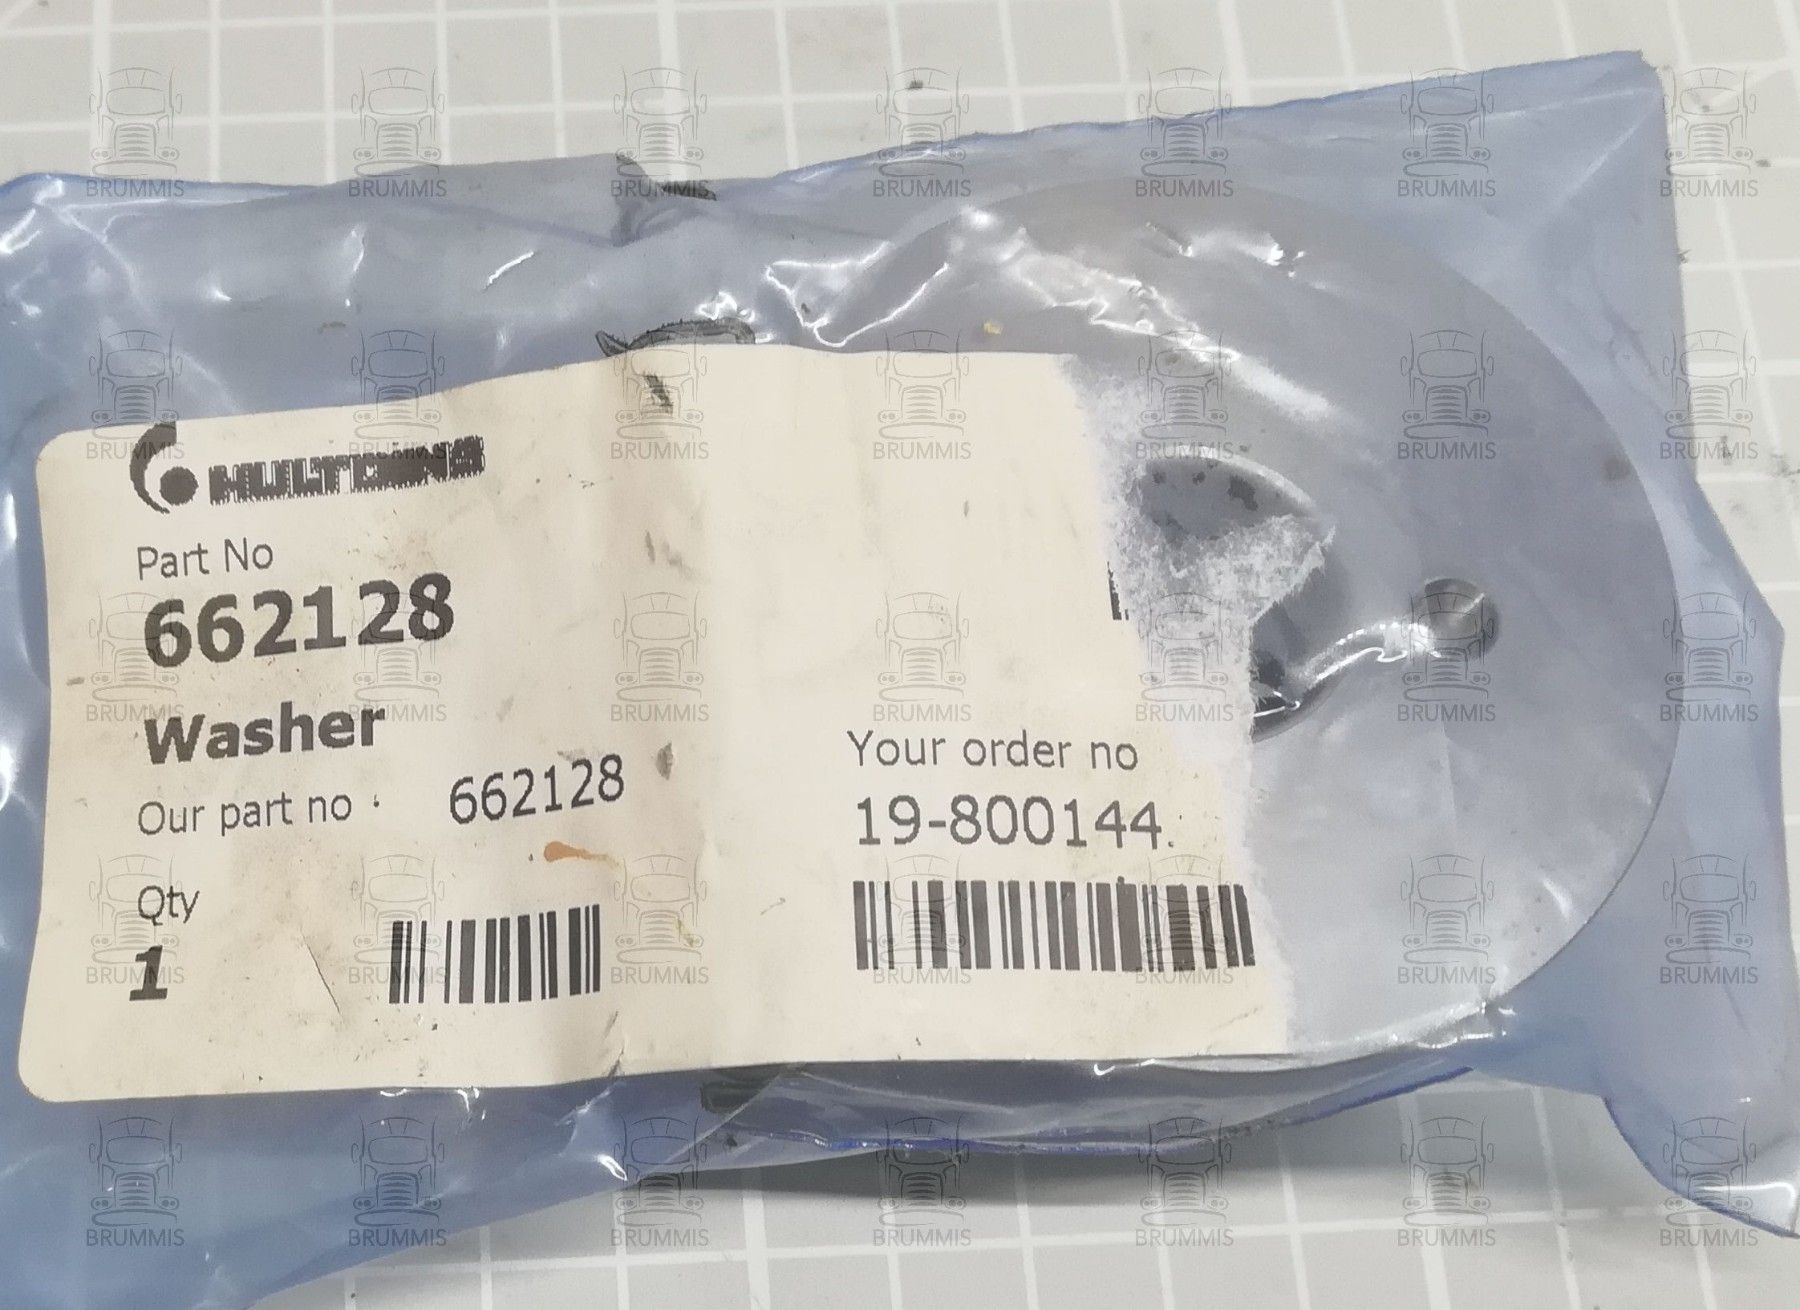 HULTDINS
Part No
662128
Washer
Our part no 662128
Qty
1
Your order no
19-800144
BRUMMIS